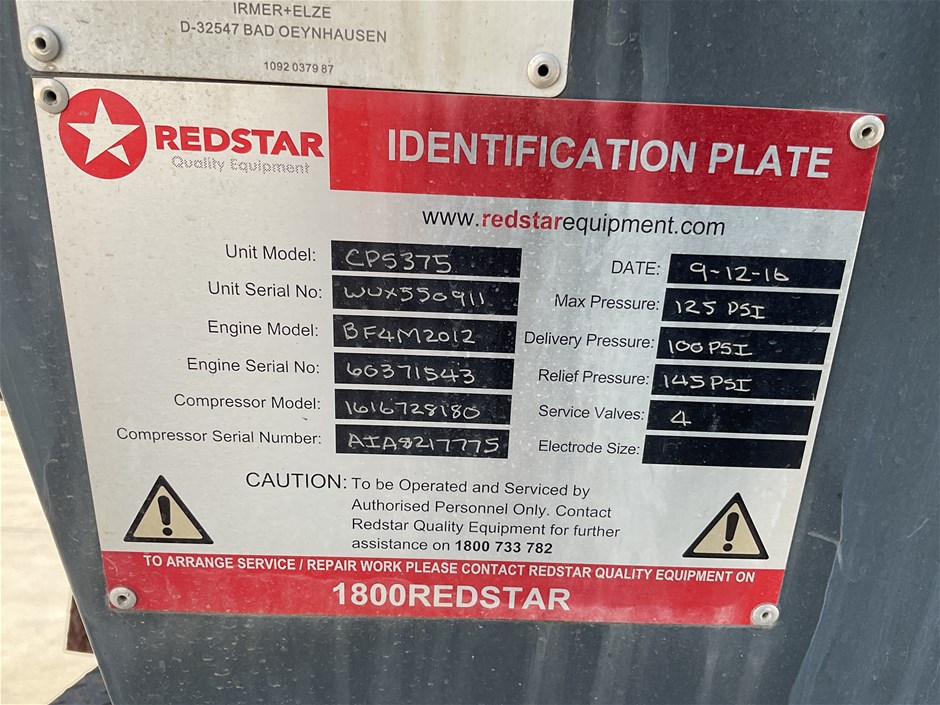 IRMER+ELZE
D-32547 BAD OEYNHAUSEN
1092 0379 87
REDSTAR
Quality Equipment
IDENTIFICATION PLATE
www.redstarequipment.com
Unit Model: CPS375
Unit Serial No: WUX550911
Engine Model: BF4M2012
Engine Serial No: 60371543
Compressor Model: 1616728180
Compressor Serial Number: AIA8217775
DATE: 9-12-16
Max Pressure: 125 PSI
Delivery Pressure: 100 PSI
Relief Pressure: 145 PSI
Service Valves: 4
Electrode Size:
CAUTION: To be Operated and Serviced by
Authorised Personnel Only. Contact
Redstar Quality Equipment for further
assistance on 1800 733 782
TO ARRANGE SERVICE / REPAIR WORK PLEASE CONTACT REDSTAR QUALITY EQUIPMENT ON
1800REDSTAR